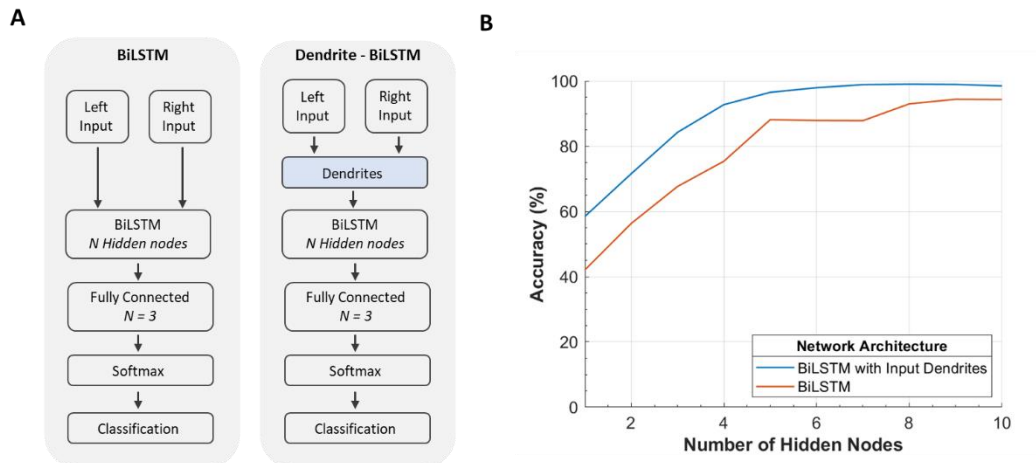 A
BiLSTM
Left
Input
Right
Input
BiLSTM
N Hidden nodes
Fully Connected
N = 3
Softmax
Classification
Dendrite - BiLSTM
Left
Input
Right
Input
Dendrites
BiLSTM
N Hidden nodes
Fully Connected
N = 3
Softmax
Classification
B
Accuracy (%)
100
80
60
40
20
0
2
4
6
8
10
Number of Hidden Nodes
Network Architecture
BiLSTM with Input Dendrites
BiLSTM